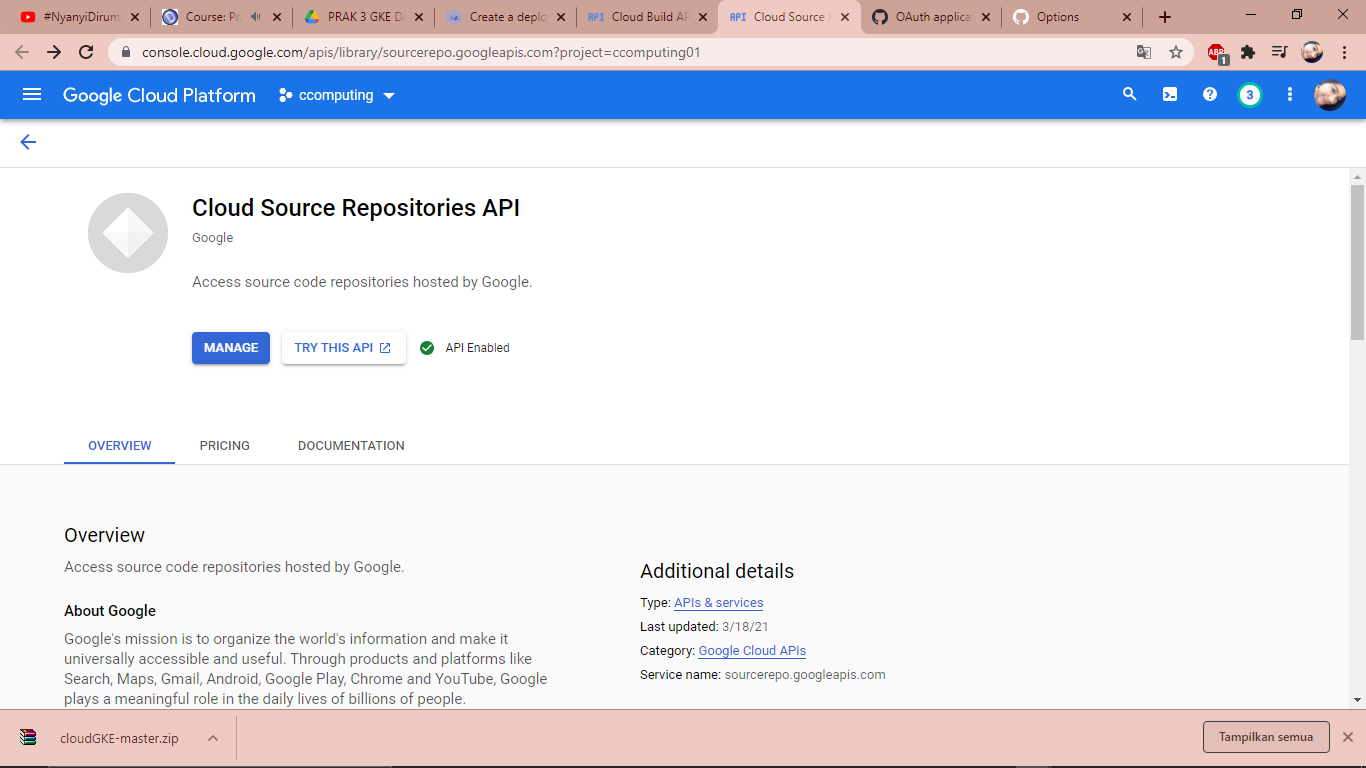 #NyanyiDirum
Course: Pr
PRAK 3 GKE D
Create a deplo
API Cloud Build AP
API Cloud Source R
OAuth applicat
Options
console.cloud.google.com/apis/library/sourcerepo.googleapis.com?project=ccomputing01
ABP
1
Google Cloud Platform
ccomputing
3
Cloud Source Repositories API
Google
Access source code repositories hosted by Google.
MANAGE
TRY THIS API
API Enabled
OVERVIEW
PRICING
DOCUMENTATION
Overview
Access source code repositories hosted by Google.
About Google
Google's mission is to organize the world's information and make it
universally accessible and useful. Through products and platforms like
Search, Maps, Gmail, Android, Google Play, Chrome and YouTube, Google
plays a meaningful role in the daily lives of billions of people.
Additional details
Type: APIs & services
Last updated: 3/18/21
Category: Google Cloud APIs
Service name: sourcerepo.googleapis.com
cloudGKE-master.zip
Tampilkan semua